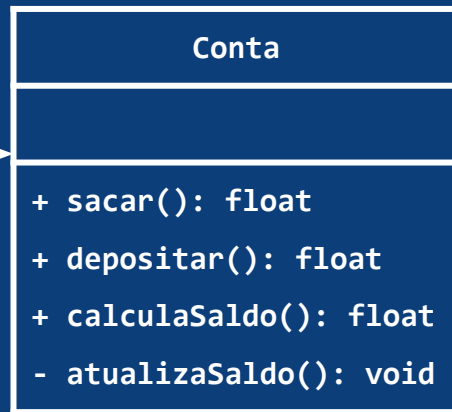 Conta
+ sacar(): float
+ depositar(): float
+ calculaSaldo(): float
- atualizaSaldo(): void